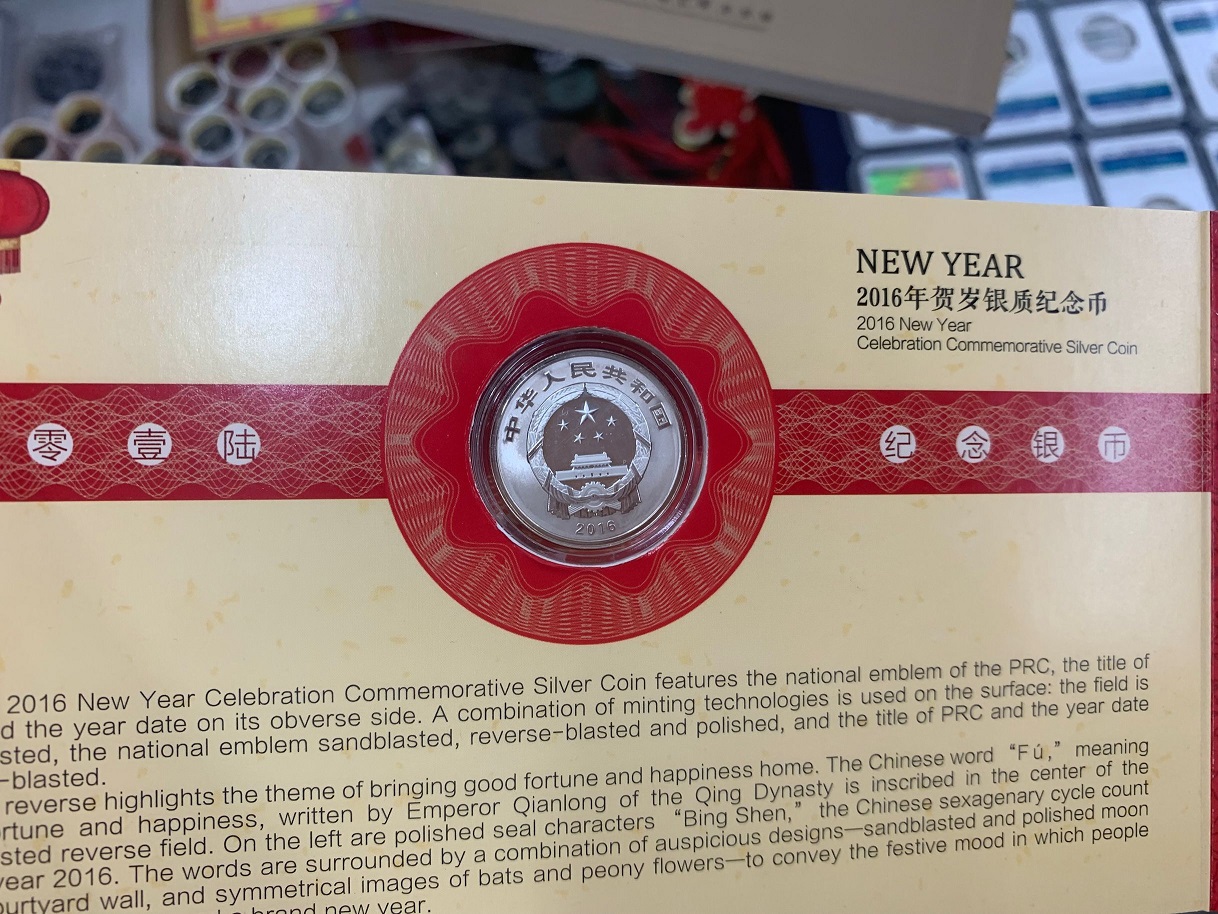 NEW YEAR
2016年贺岁银质纪念币
2016 New Year
Celebration Commemorative Silver Coin
中华人民共和国
2016
零壹陆
纪念银币
2016 New Year Celebration Commemorative Silver Coin features the national emblem of the PRC, the title of
d the year date on its obverse side. A combination of minting technologies is used on the surface: the field is
sted, the national emblem sandblasted, reverse-blasted and polished, and the title of PRC and the year date
-blasted.
reverse highlights the theme of bringing good fortune and happiness home. The Chinese word “Fú,” meaning
rtune and happiness, written by Emperor Qianlong of the Qing Dynasty is inscribed in the center of the
sted reverse field. On the left are polished seal characters “Bing Shen,” the Chinese sexagenary cycle count
year 2016. The words are surrounded by a combination of auspicious designs—sandblasted and polished moon
ourtyard wall, and symmetrical images of bats and peony flowers—to convey the festive mood in which people
a brand new year.